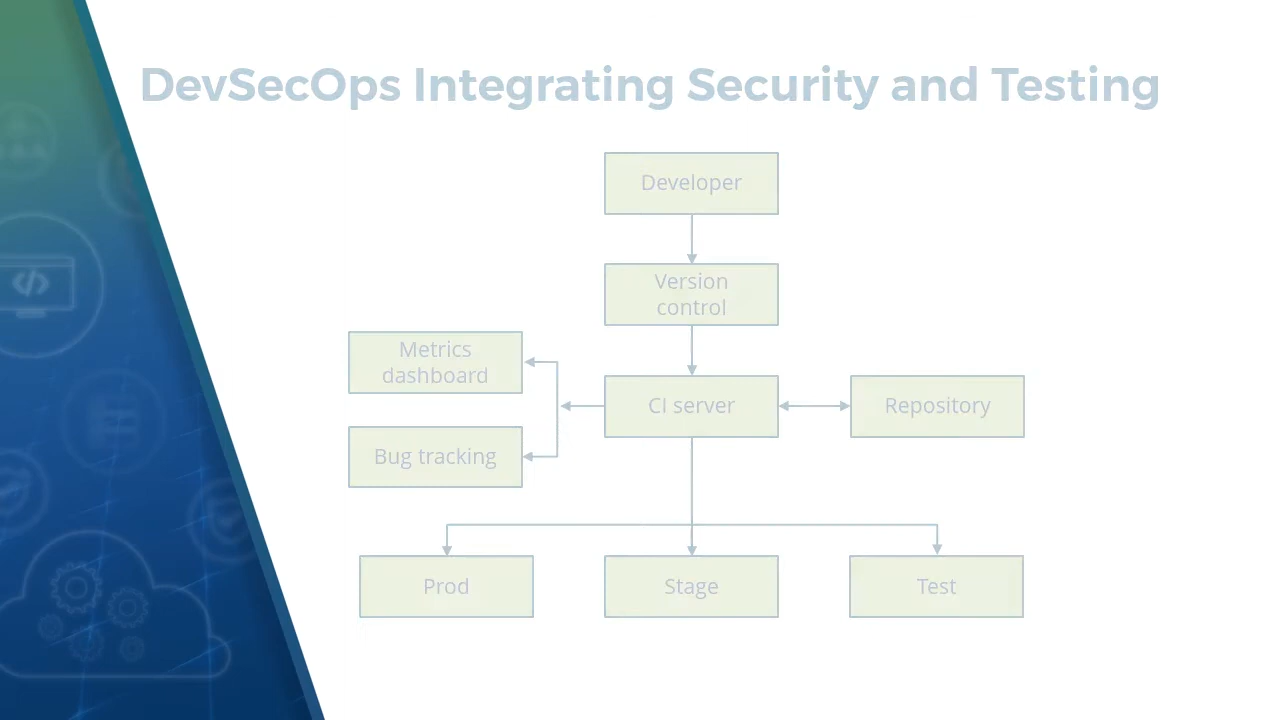 DevSecOps Integrating Security and Testing
Developer
Version
control
Metrics
dashboard
CI server
Repository
Bug tracking
Prod
Stage
Test